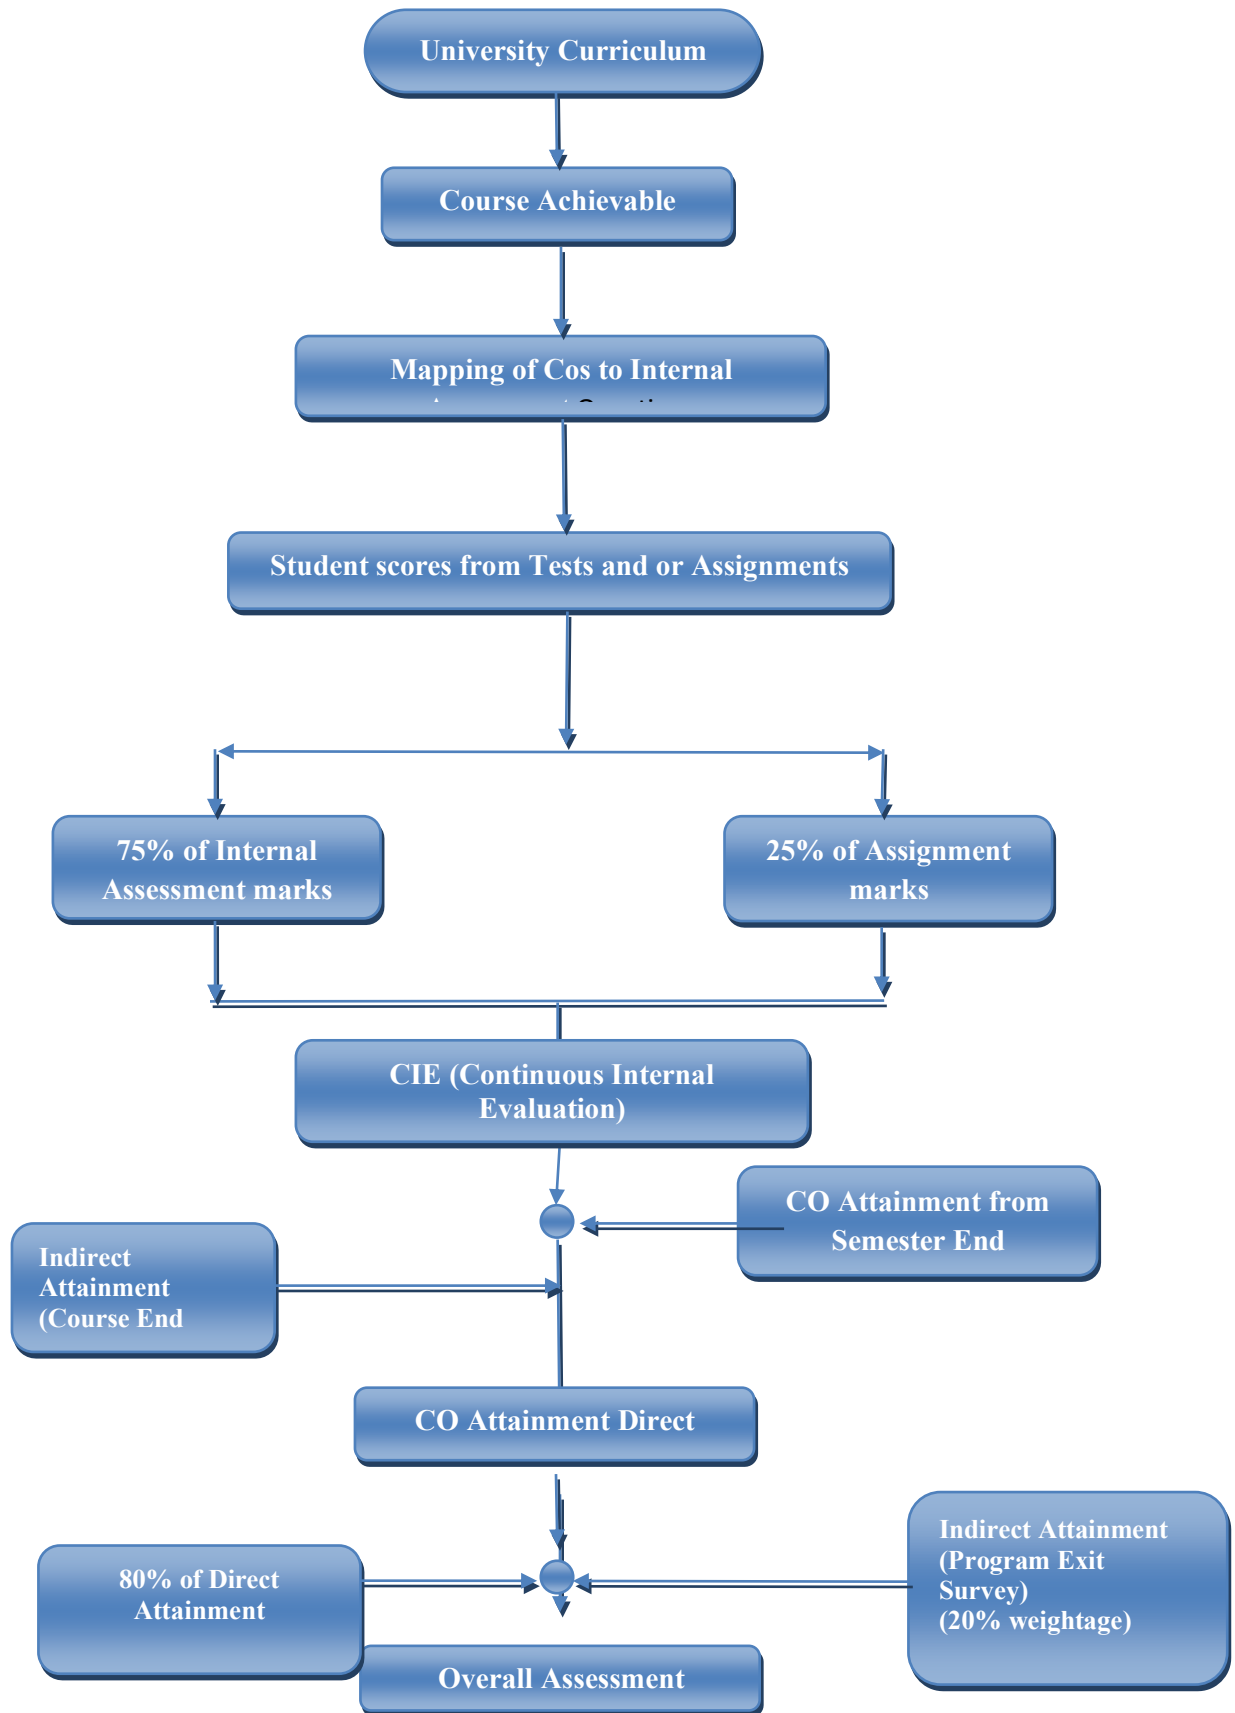 University Curriculum
Course Achievable
Mapping of Cos to Internal
Student scores from Tests and or Assignments
75% of Internal
Assessment marks
25% of Assignment
marks
CIE (Continuous Internal
Evaluation)
CO Attainment from
Semester End
Indirect
Attainment
(Course End
CO Attainment Direct
Indirect Attainment
(Program Exit
Survey)
(20% weightage)
80% of Direct
Attainment
Overall Assessment